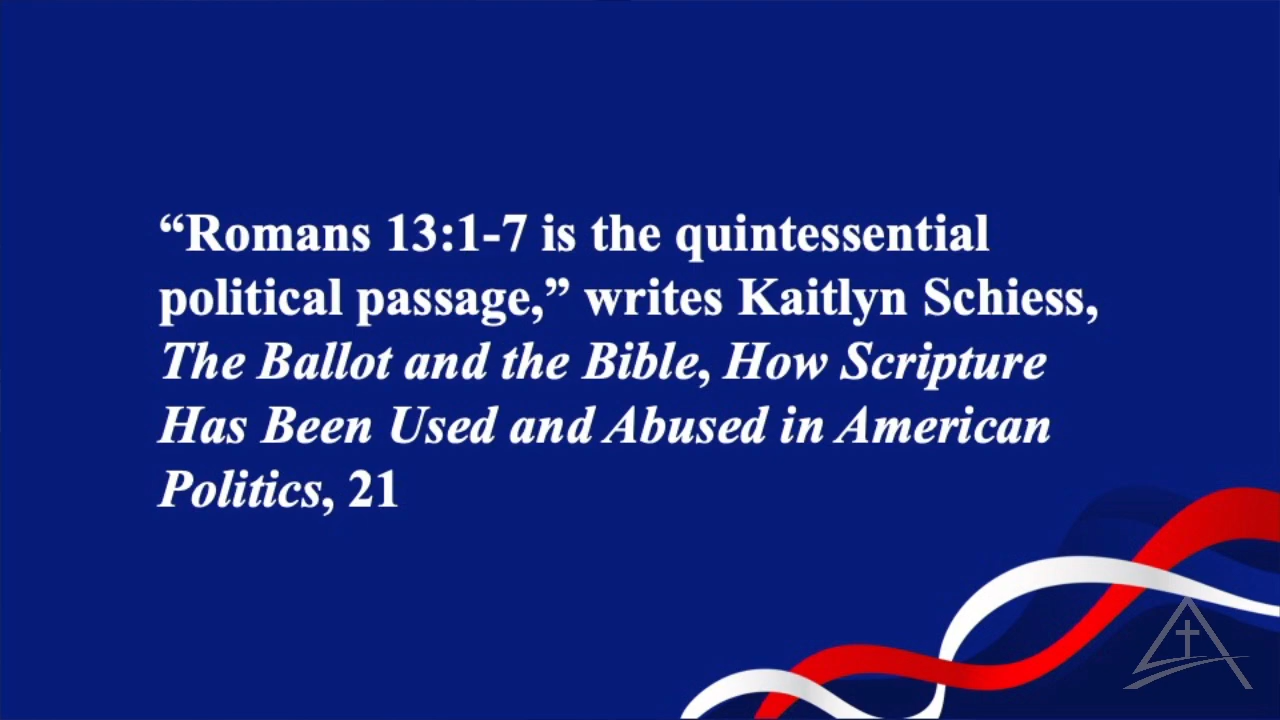 “Romans 13:1-7 is the quintessential
political passage,” writes Kaitlyn Schiess,
The Ballot and the Bible, How Scripture
Has Been Used and Abused in American
Politics, 21